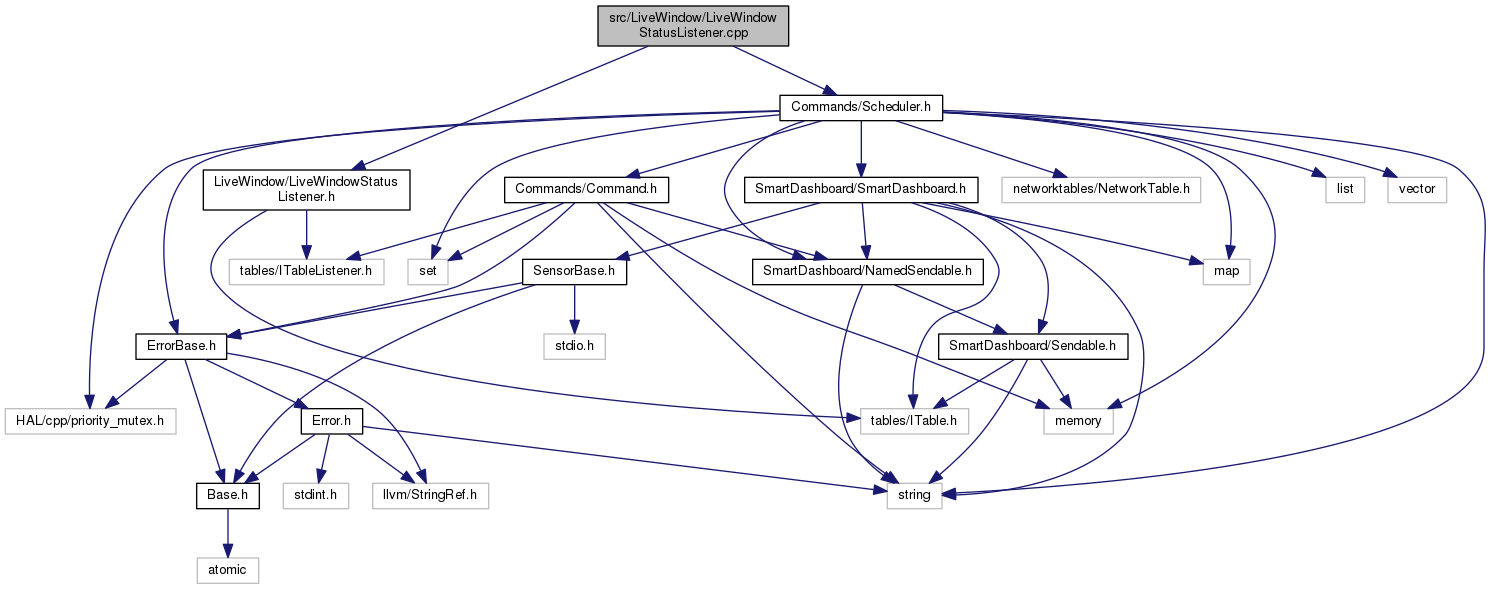 src/LiveWindow/LiveWindow
StatusListener.cpp
Commands/Scheduler.h
LiveWindow/LiveWindowStatus
Listener.h
Commands/Command.h
SmartDashboard/SmartDashboard.h
networktables/NetworkTable.h
list
vector
tables/ITableListener.h
set
SensorBase.h
SmartDashboard/NamedSendable.h
map
ErrorBase.h
stdio.h
SmartDashboard/Sendable.h
HAL/cpp/priority_mutex.h
Error.h
tables/ITable.h
memory
Base.h
stdint.h
llvm/StringRef.h
string
atomic